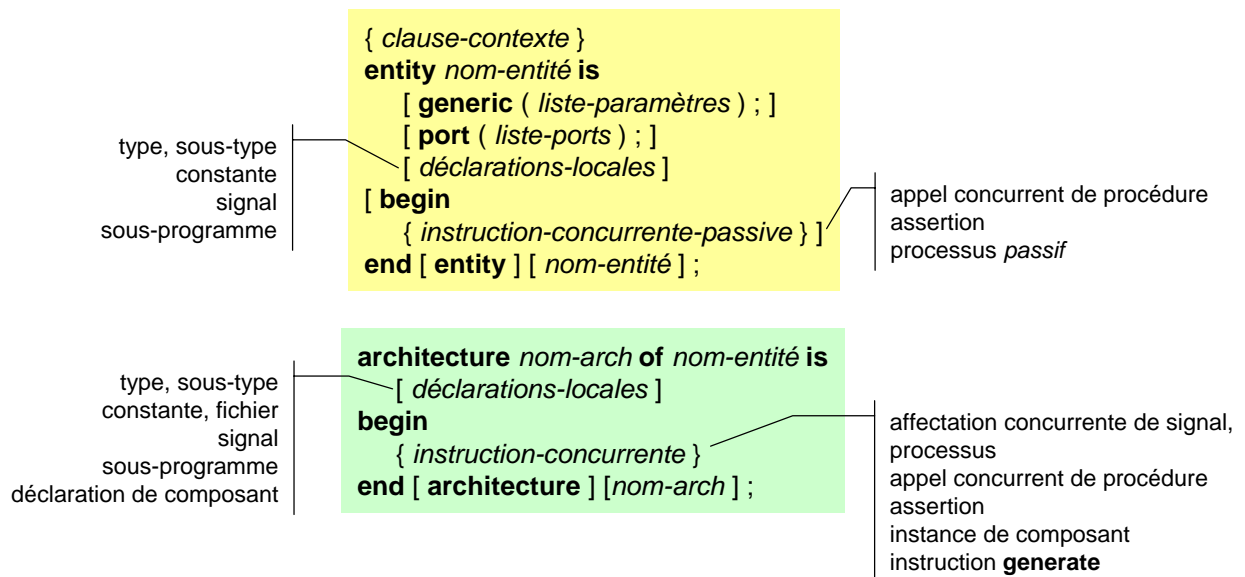 { clause-contexte }
entity nom-entité is
[ generic ( liste-paramètres ) ; ]
[ port ( liste-ports ) ; ]
[ déclarations-locales ]
[ begin
{ instruction-concurrente-passive } ]
end [ entity ] [ nom-entité ] ;
type, sous-type
constante
signal
sous-programme
appel concurrent de procédure
assertion
processus passif
architecture nom-arch of nom-entité is
[ déclarations-locales ]
begin
{ instruction-concurrente }
end [ architecture ] [nom-arch ] ;
type, sous-type
constante, fichier
signal
sous-programme
déclaration de composant
affectation concurrente de signal,
processus
appel concurrent de procédure
assertion
instance de composant
instruction generate